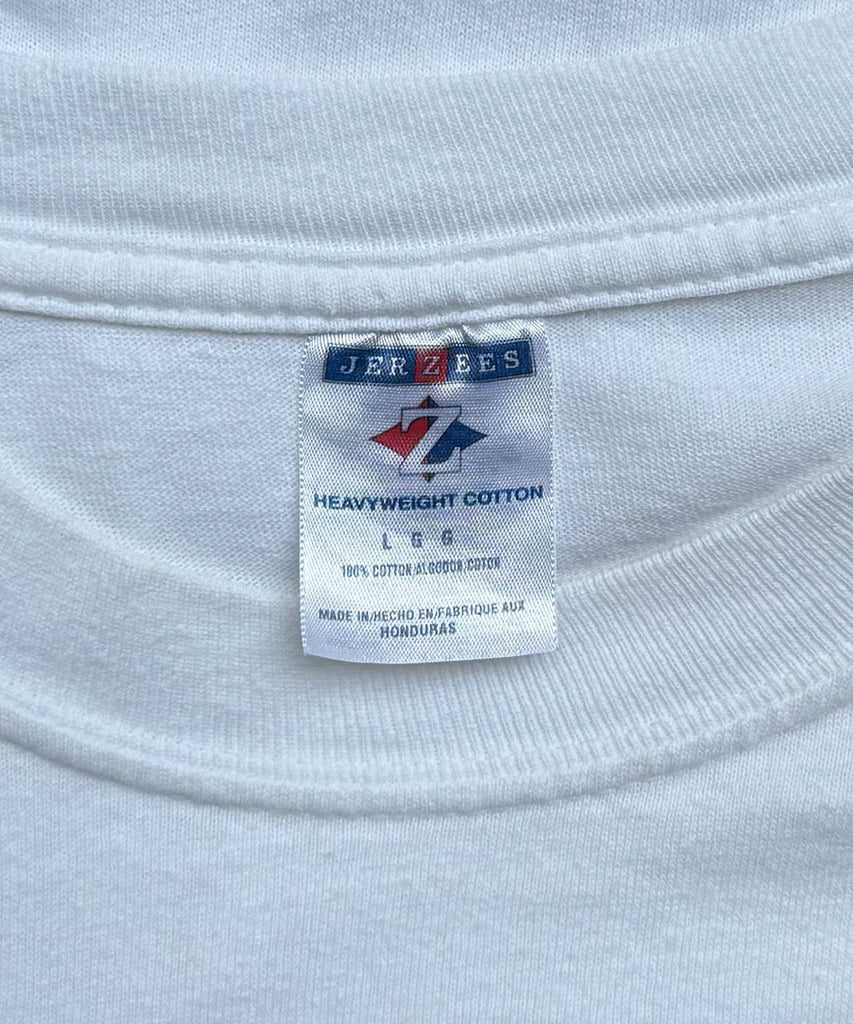 JERZEES
Z
HEAVYWEIGHT COTTON
L G G
100% COTTON/ALGODON/COTON
MADE IN/HECHO EN/FABRIQUE AUX
HONDURAS